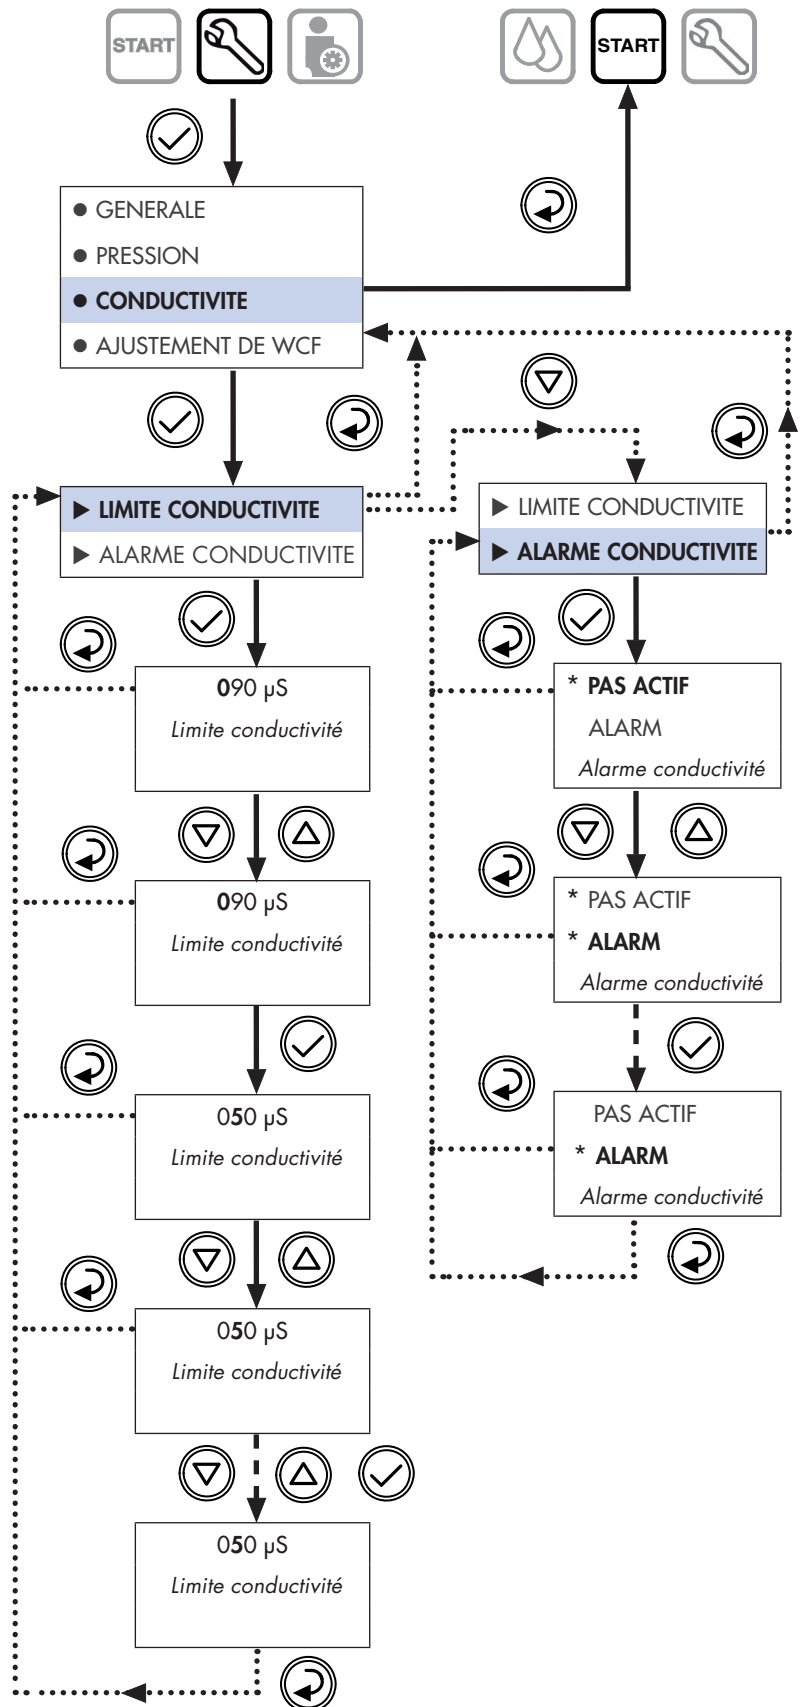 START
START
● GENERALE
● PRESSION
● CONDUCTIVITE
● AJUSTEMENT DE WCF
▶ LIMITE CONDUCTIVITE
▶ ALARME CONDUCTIVITE
▶ LIMITE CONDUCTIVITE
▶ ALARME CONDUCTIVITE
090 µS
Limite conductivité
090 µS
Limite conductivité
050 µS
Limite conductivité
050 µS
Limite conductivité
050 µS
Limite conductivité
* PAS ACTIF
ALARM
Alarme conductivité
* PAS ACTIF
* ALARM
Alarme conductivité
PAS ACTIF
* ALARM
Alarme conductivité